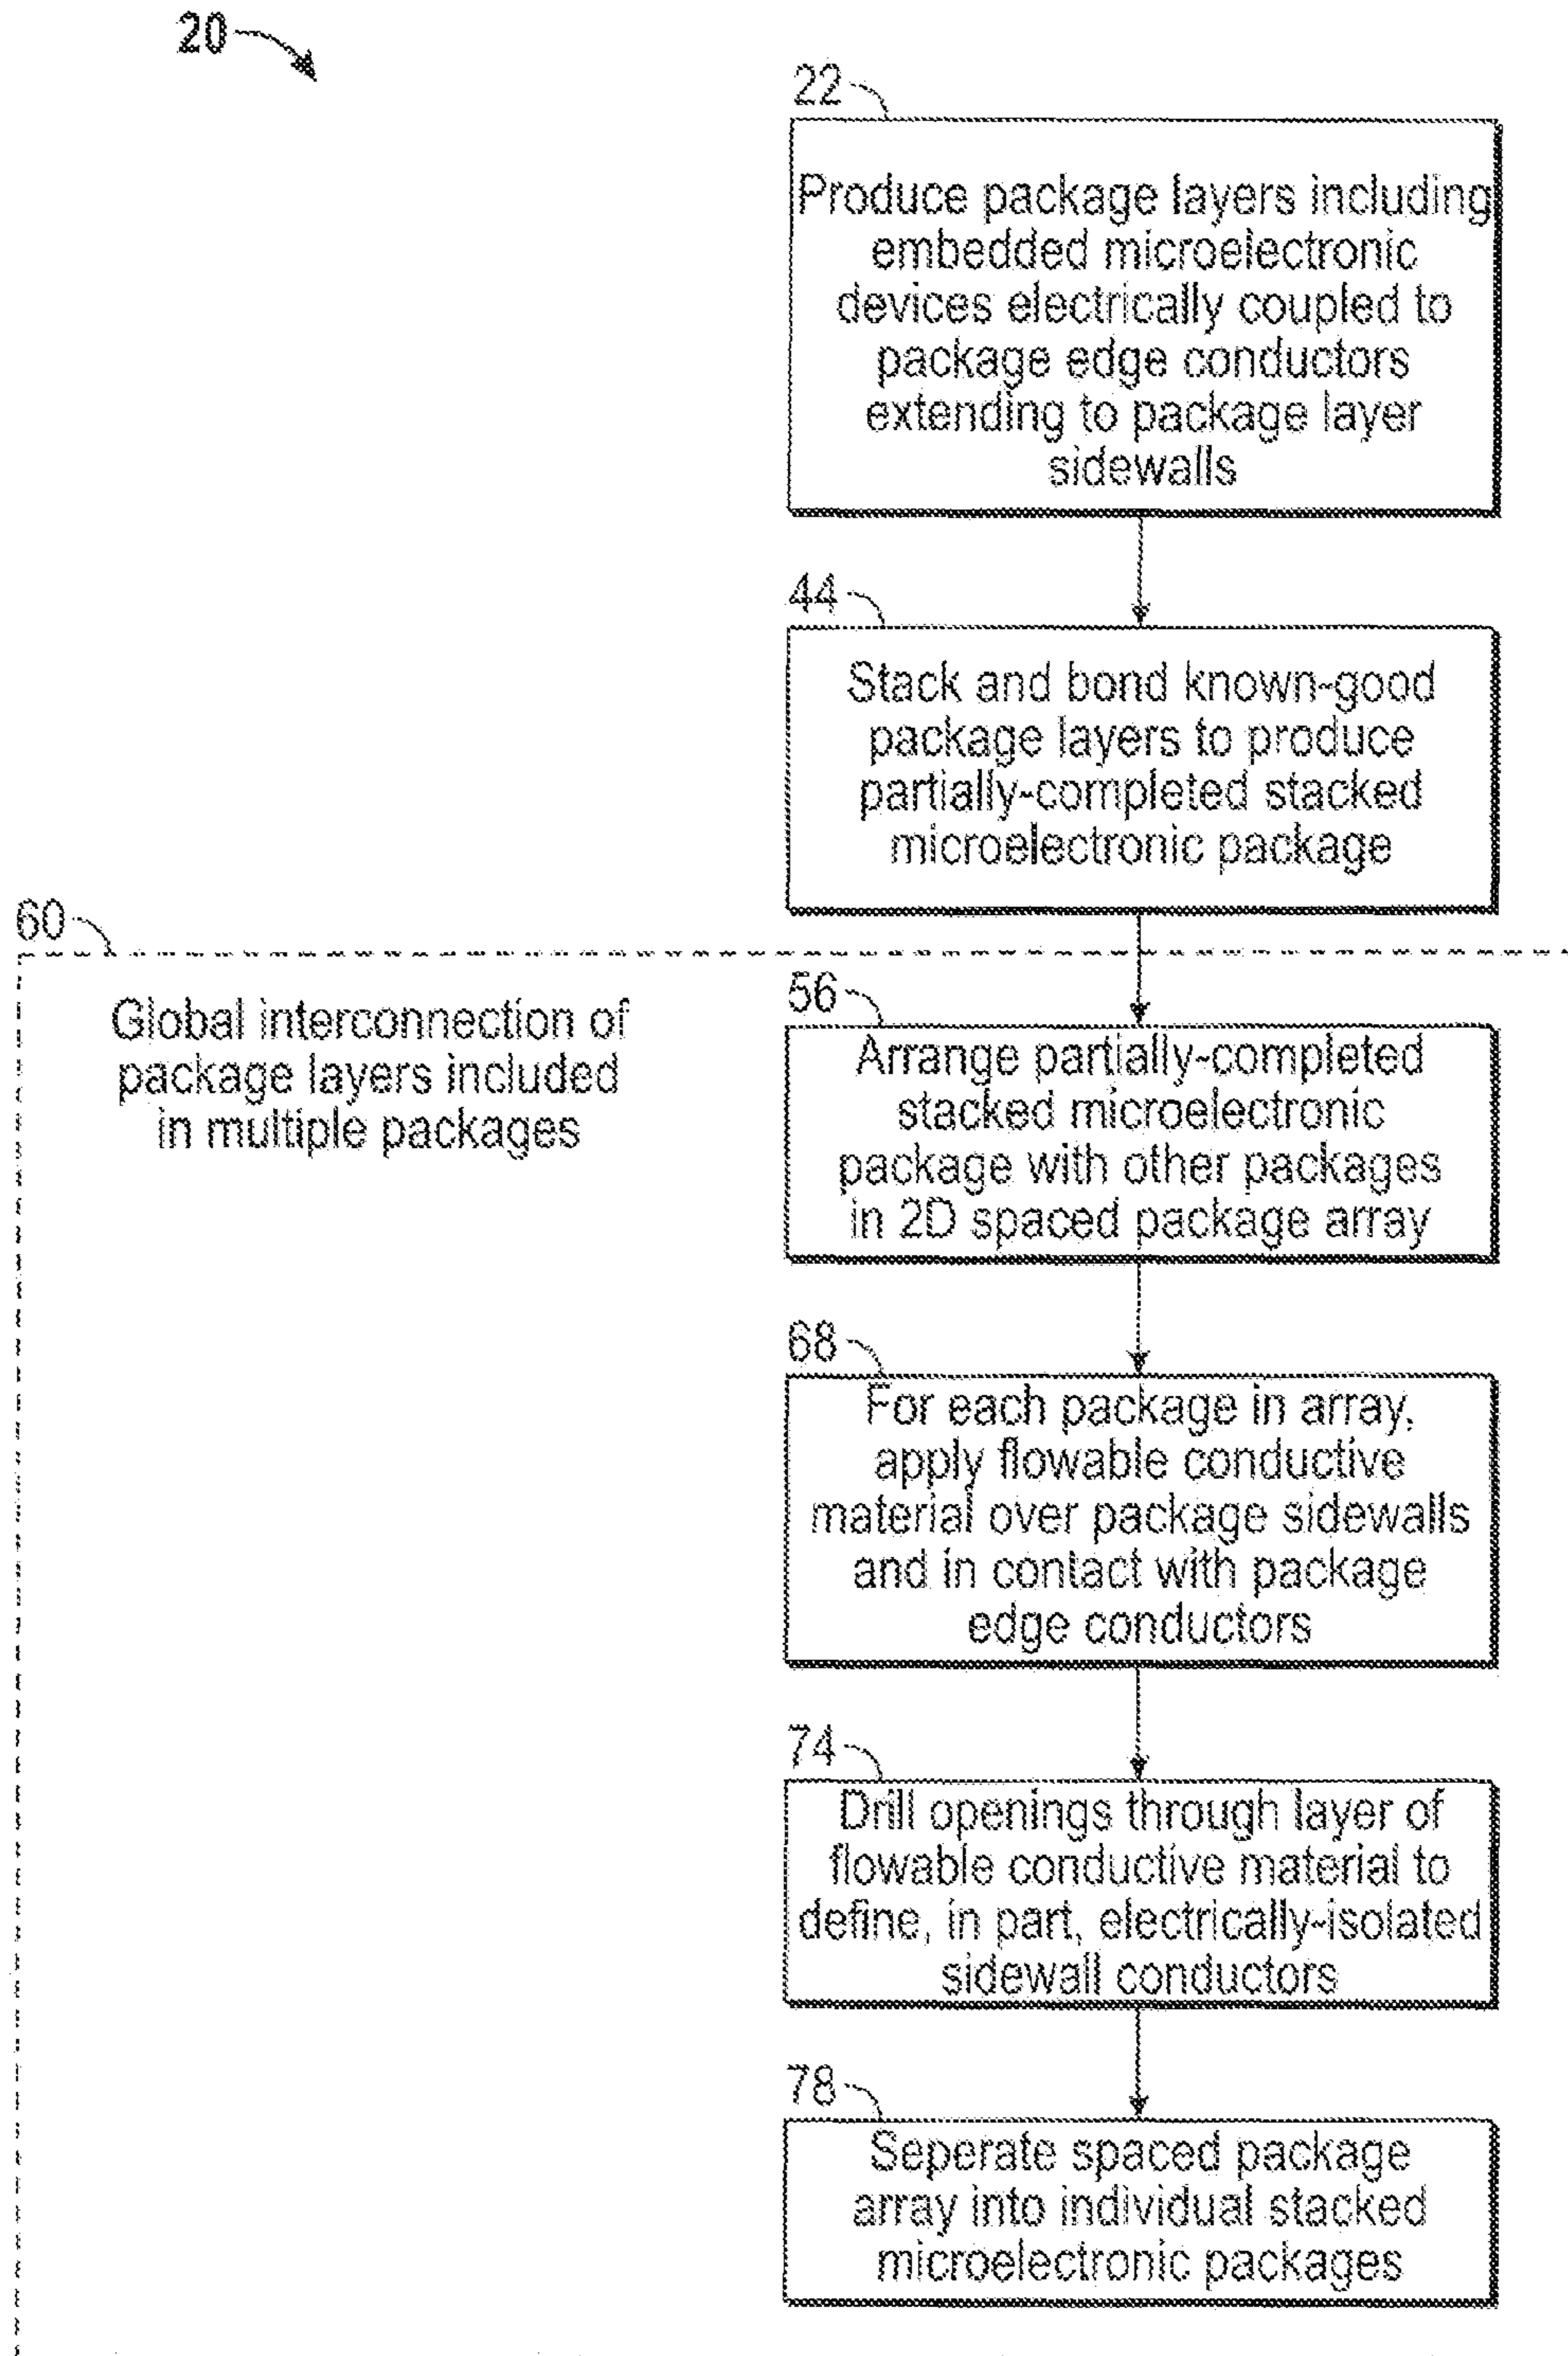 20
22
Produce package layers including
embedded microelectronic
devices electrically coupled to
package edge conductors
extending to package layer
sidewalls
44
Stack and bond known-good
package layers to produce
partially-completed stacked
microelectronic package
60
Global interconnection of
package layers included
in multiple packages
56
Arrange partially-completed
stacked microelectronic
package with other packages
in 2D spaced package array
68
For each package in array,
apply flowable conductive
material over package sidewalls
and in contact with package
edge conductors
74
Drill openings through layer of
flowable conductive material to
define, in part, electrically-isolated
sidewall conductors
78
Seperate spaced package
array into individual stacked
microelectronic packages